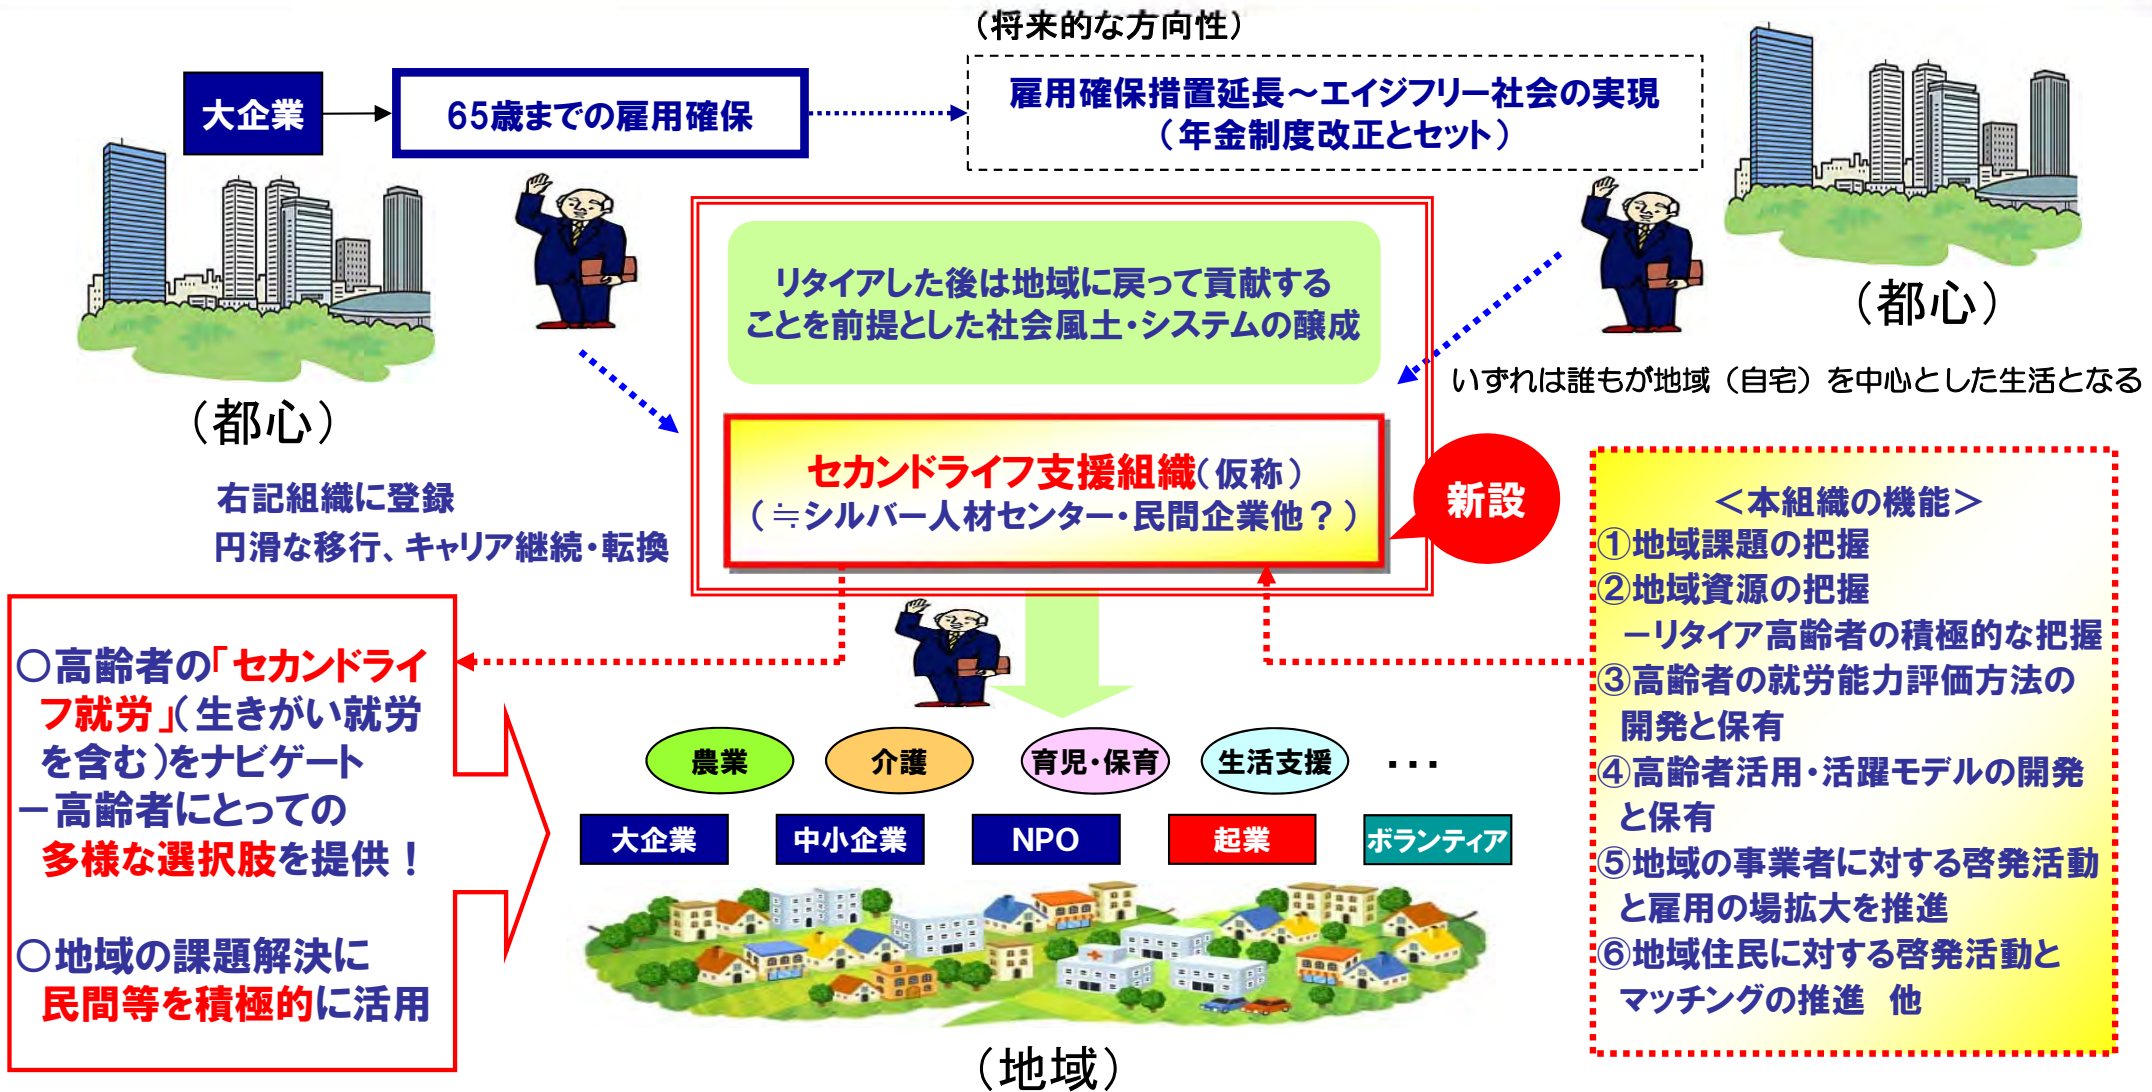 （将来的な方向性）
大企業
65歳までの雇用確保
雇用確保措置延長～エイジフリー社会の実現
（年金制度改正とセット）
（都心）
（都心）
リタイアした後は地域に戻って貢献する
ことを前提とした社会風土・システムの醸成
いずれは誰もが地域（自宅）を中心とした生活となる
セカンドライフ支援組織（仮称）
（≒シルバー人材センター・民間企業他？）
新設
右記組織に登録
円滑な移行、キャリア継続・転換
＜本組織の機能＞
①地域課題の把握
②地域資源の把握
－リタイア高齢者の積極的な把握
③高齢者の就労能力評価方法の
開発と保有
④高齢者活用・活躍モデルの開発
と保有
⑤地域の事業者に対する啓発活動
と雇用の場拡大を推進
⑥地域住民に対する啓発活動と
マッチングの推進　他
○高齢者の「セカンドライ
フ就労」（生きがい就労
を含む）をナビゲート
－高齢者にとっての
多様な選択肢を提供！
○地域の課題解決に
民間等を積極的に活用
農業
介護
育児・保育
生活支援
・・・
大企業
中小企業
NPO
起業
ボランティア
（地域）